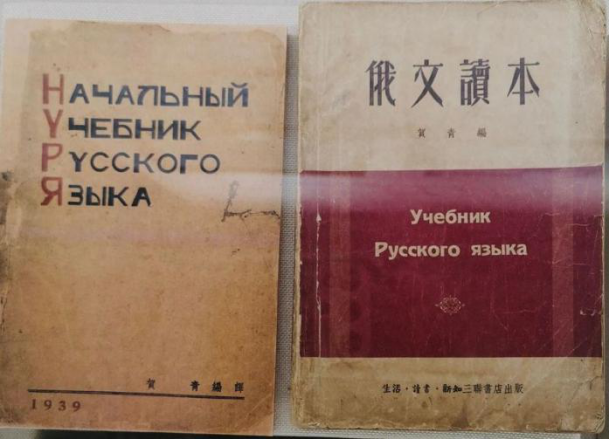 НАЧАЛЬНЫЙ
УЧЕБНИК
РУССКОГО
ЯЗЫКА
賀青編譯
1939
俄文讀本
賀青編
Учебник
Русского языка
生活·讀書·新知三聯書店出版